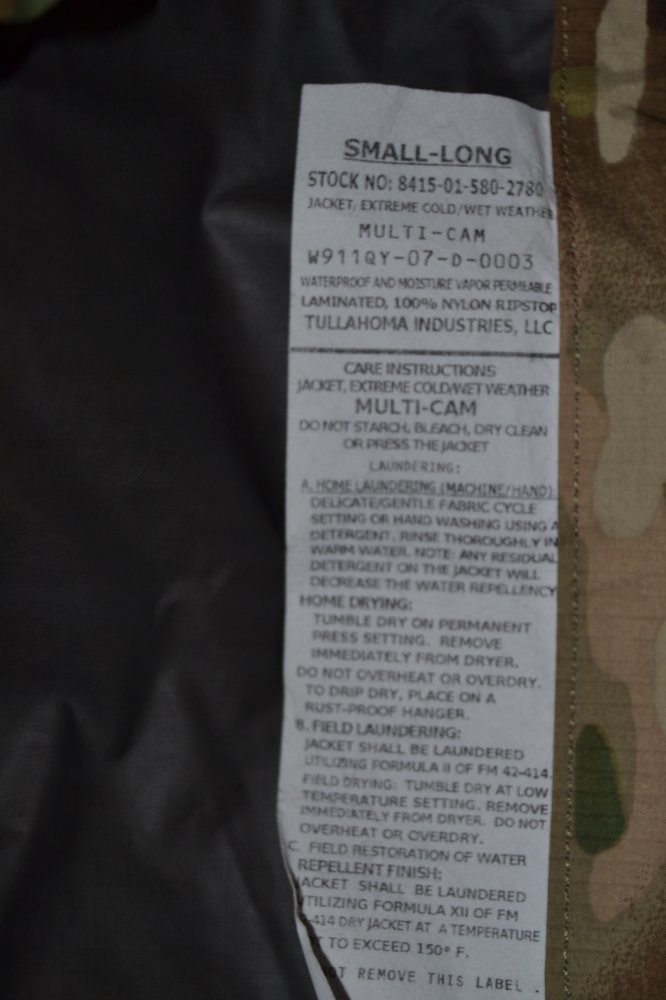 SMALL-LONG
STOCK NO: 8415-01-580-2780
JACKET, EXTREME COLD/WET WEATHER
MULTI-CAM
W911QY-07-D-0003
WATERPROOF AND MOISTURE VAPOR PERMEABLE
LAMINATED, 100% NYLON RIPSTOP
TULLAHOMA INDUSTRIES, LLC
CARE INSTRUCTIONS
JACKET, EXTREME COLD/WET WEATHER
MULTI-CAM
DO NOT STARCH, BLEACH, DRY CLEAN
OR PRESS THE JACKET
LAUNDERING:
A. HOME LAUNDERING (MACHINE/HAND):
DELICATE/GENTLE FABRIC CYCLE
SETTING OR HAND WASHING USING A
DETERGENT. RINSE THOROUGHLY IN
WARM WATER. NOTE: ANY RESIDUAL
DETERGENT ON THE JACKET WILL
DECREASE THE WATER REPELLENCY
HOME DRYING:
TUMBLE DRY ON PERMANENT
PRESS SETTING. REMOVE
IMMEDIATELY FROM DRYER.
DO NOT OVERHEAT OR OVERDRY.
TO DRIP DRY, PLACE ON A
RUST-PROOF HANGER.
B. FIELD LAUNDERING:
JACKET SHALL BE LAUNDERED
UTILIZING FORMULA II OF FM 42-414.
FIELD DRYING: TUMBLE DRY AT LOW
TEMPERATURE SETTING. REMOVE
IMMEDIATELY FROM DRYER. DO NOT
OVERHEAT OR OVERDRY.
C. FIELD RESTORATION OF WATER
REPELLENT FINISH:
JACKET SHALL BE LAUNDERED
UTILIZING FORMULA XII OF FM
-414 DRY JACKET AT A TEMPERATURE
TO EXCEED 150° F.
OT REMOVE THIS LABEL.